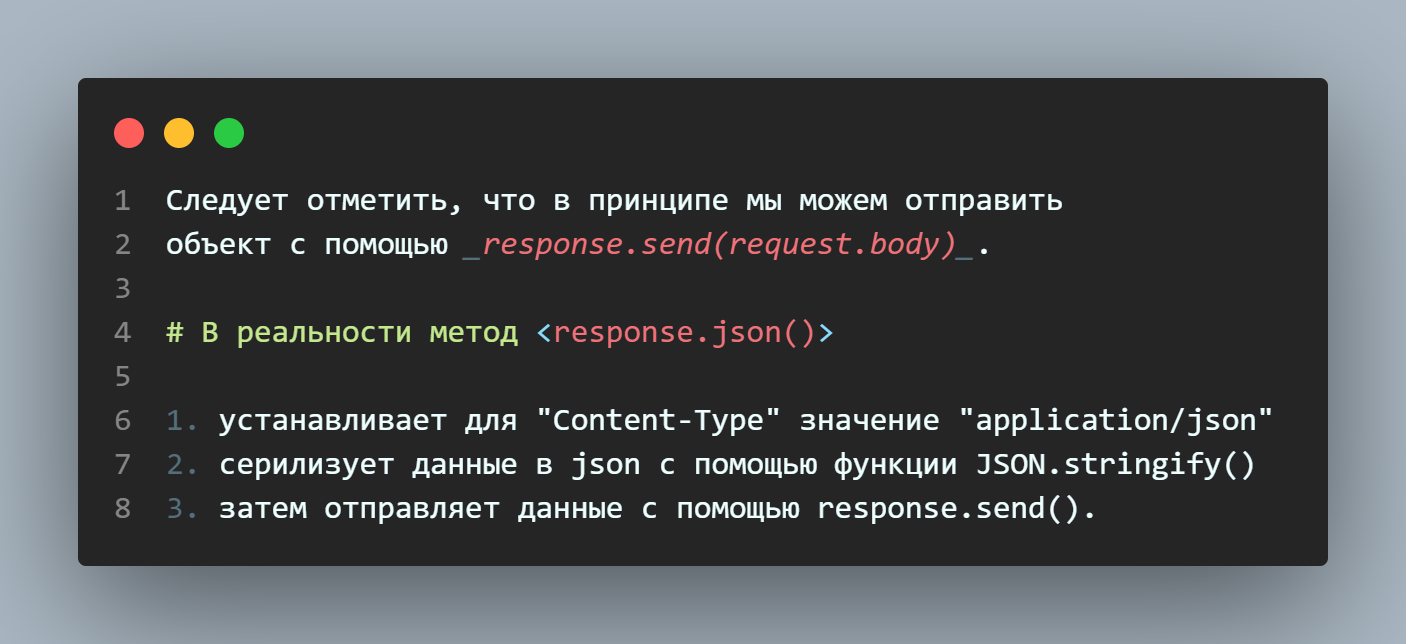 1 Следует отметить, что в принципе мы можем отправить
2 объект с помощью _response.send(request.body)_.
3
4 # В реальности метод <response.json()>
5
6 1. устанавливает для "Content-Type" значение "application/json"
7 2. серилизует данные в json с помощью функции JSON.stringify()
8 3. затем отправляет данные с помощью response.send().